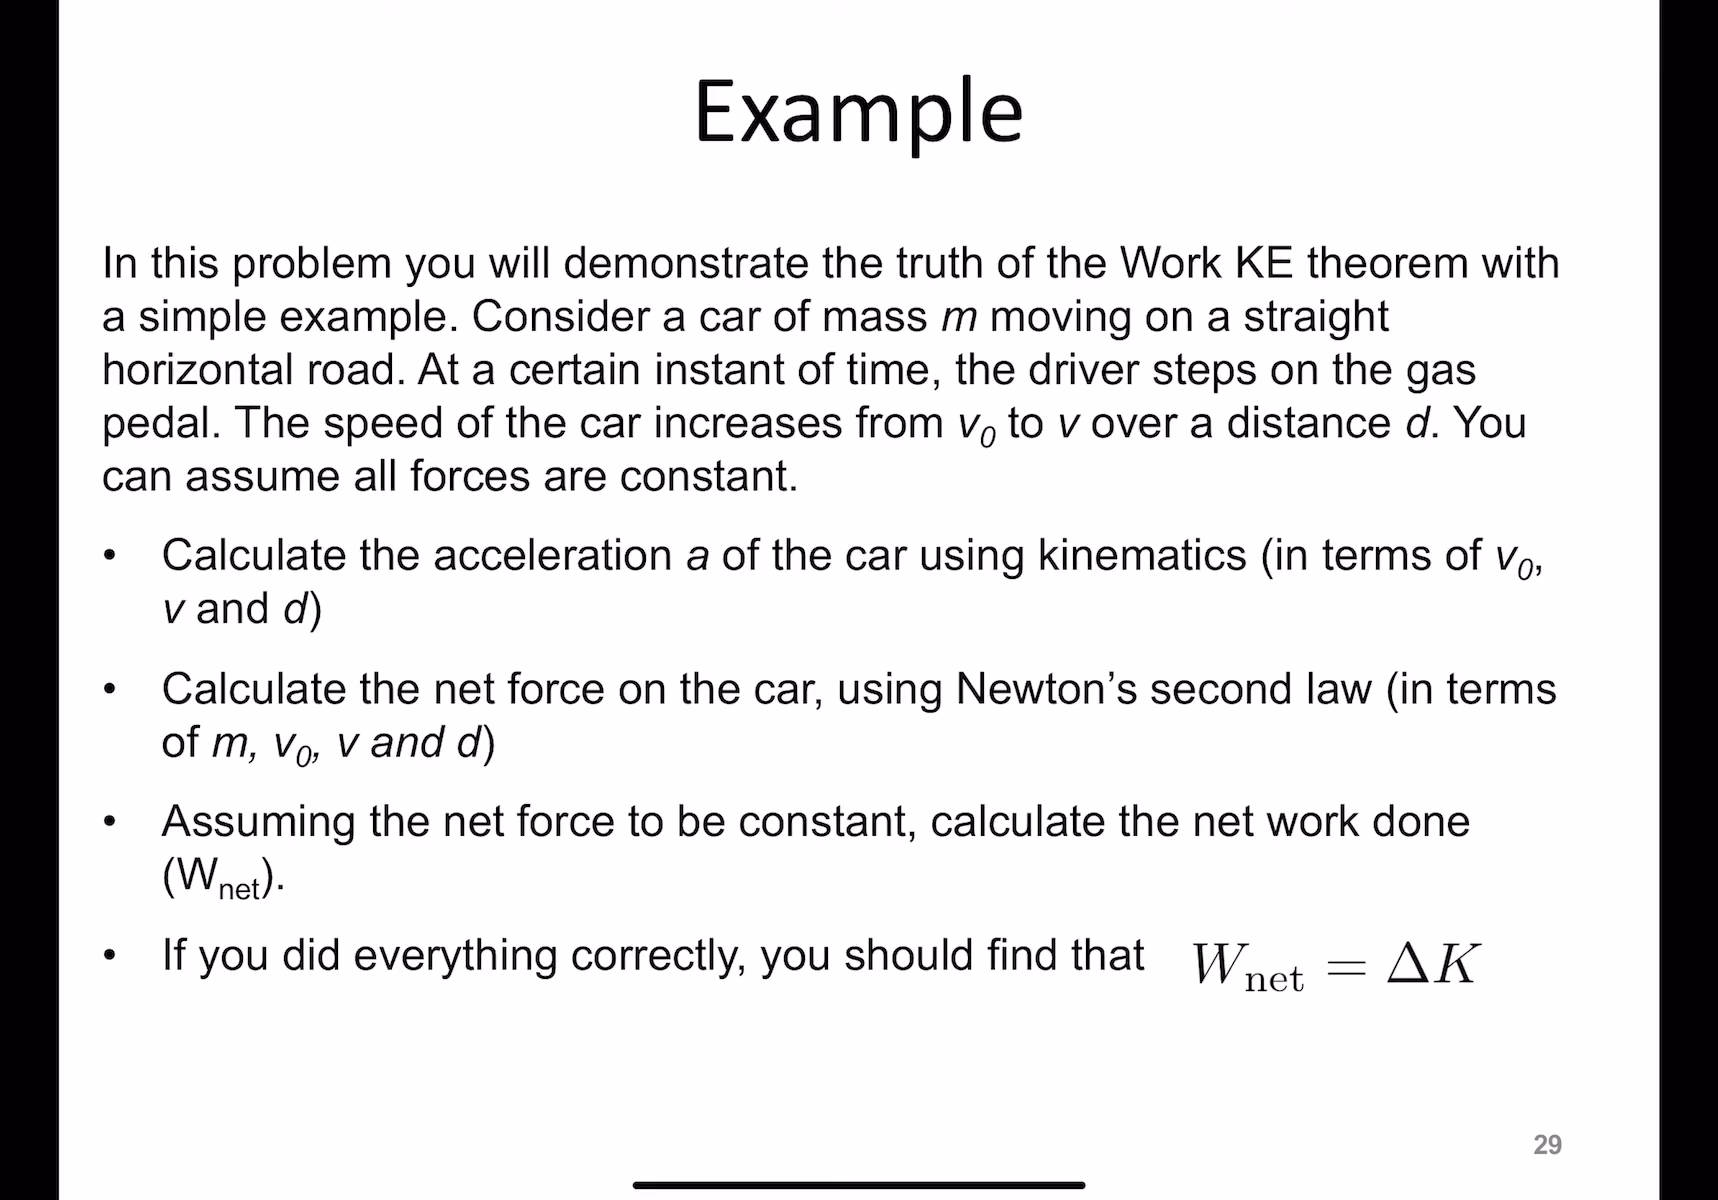 Example
In this problem you will demonstrate the truth of the Work KE theorem with
a simple example. Consider a car of mass m moving on a straight
horizontal road. At a certain instant of time, the driver steps on the gas
pedal. The speed of the car increases from v₀ to v over a distance d. You
can assume all forces are constant.
• Calculate the acceleration a of the car using kinematics (in terms of v₀,
v and d)
• Calculate the net force on the car, using Newton’s second law (in terms
of m, v₀, v and d)
• Assuming the net force to be constant, calculate the net work done
(Wnet).
• If you did everything correctly, you should find that Wnet = ΔK
29